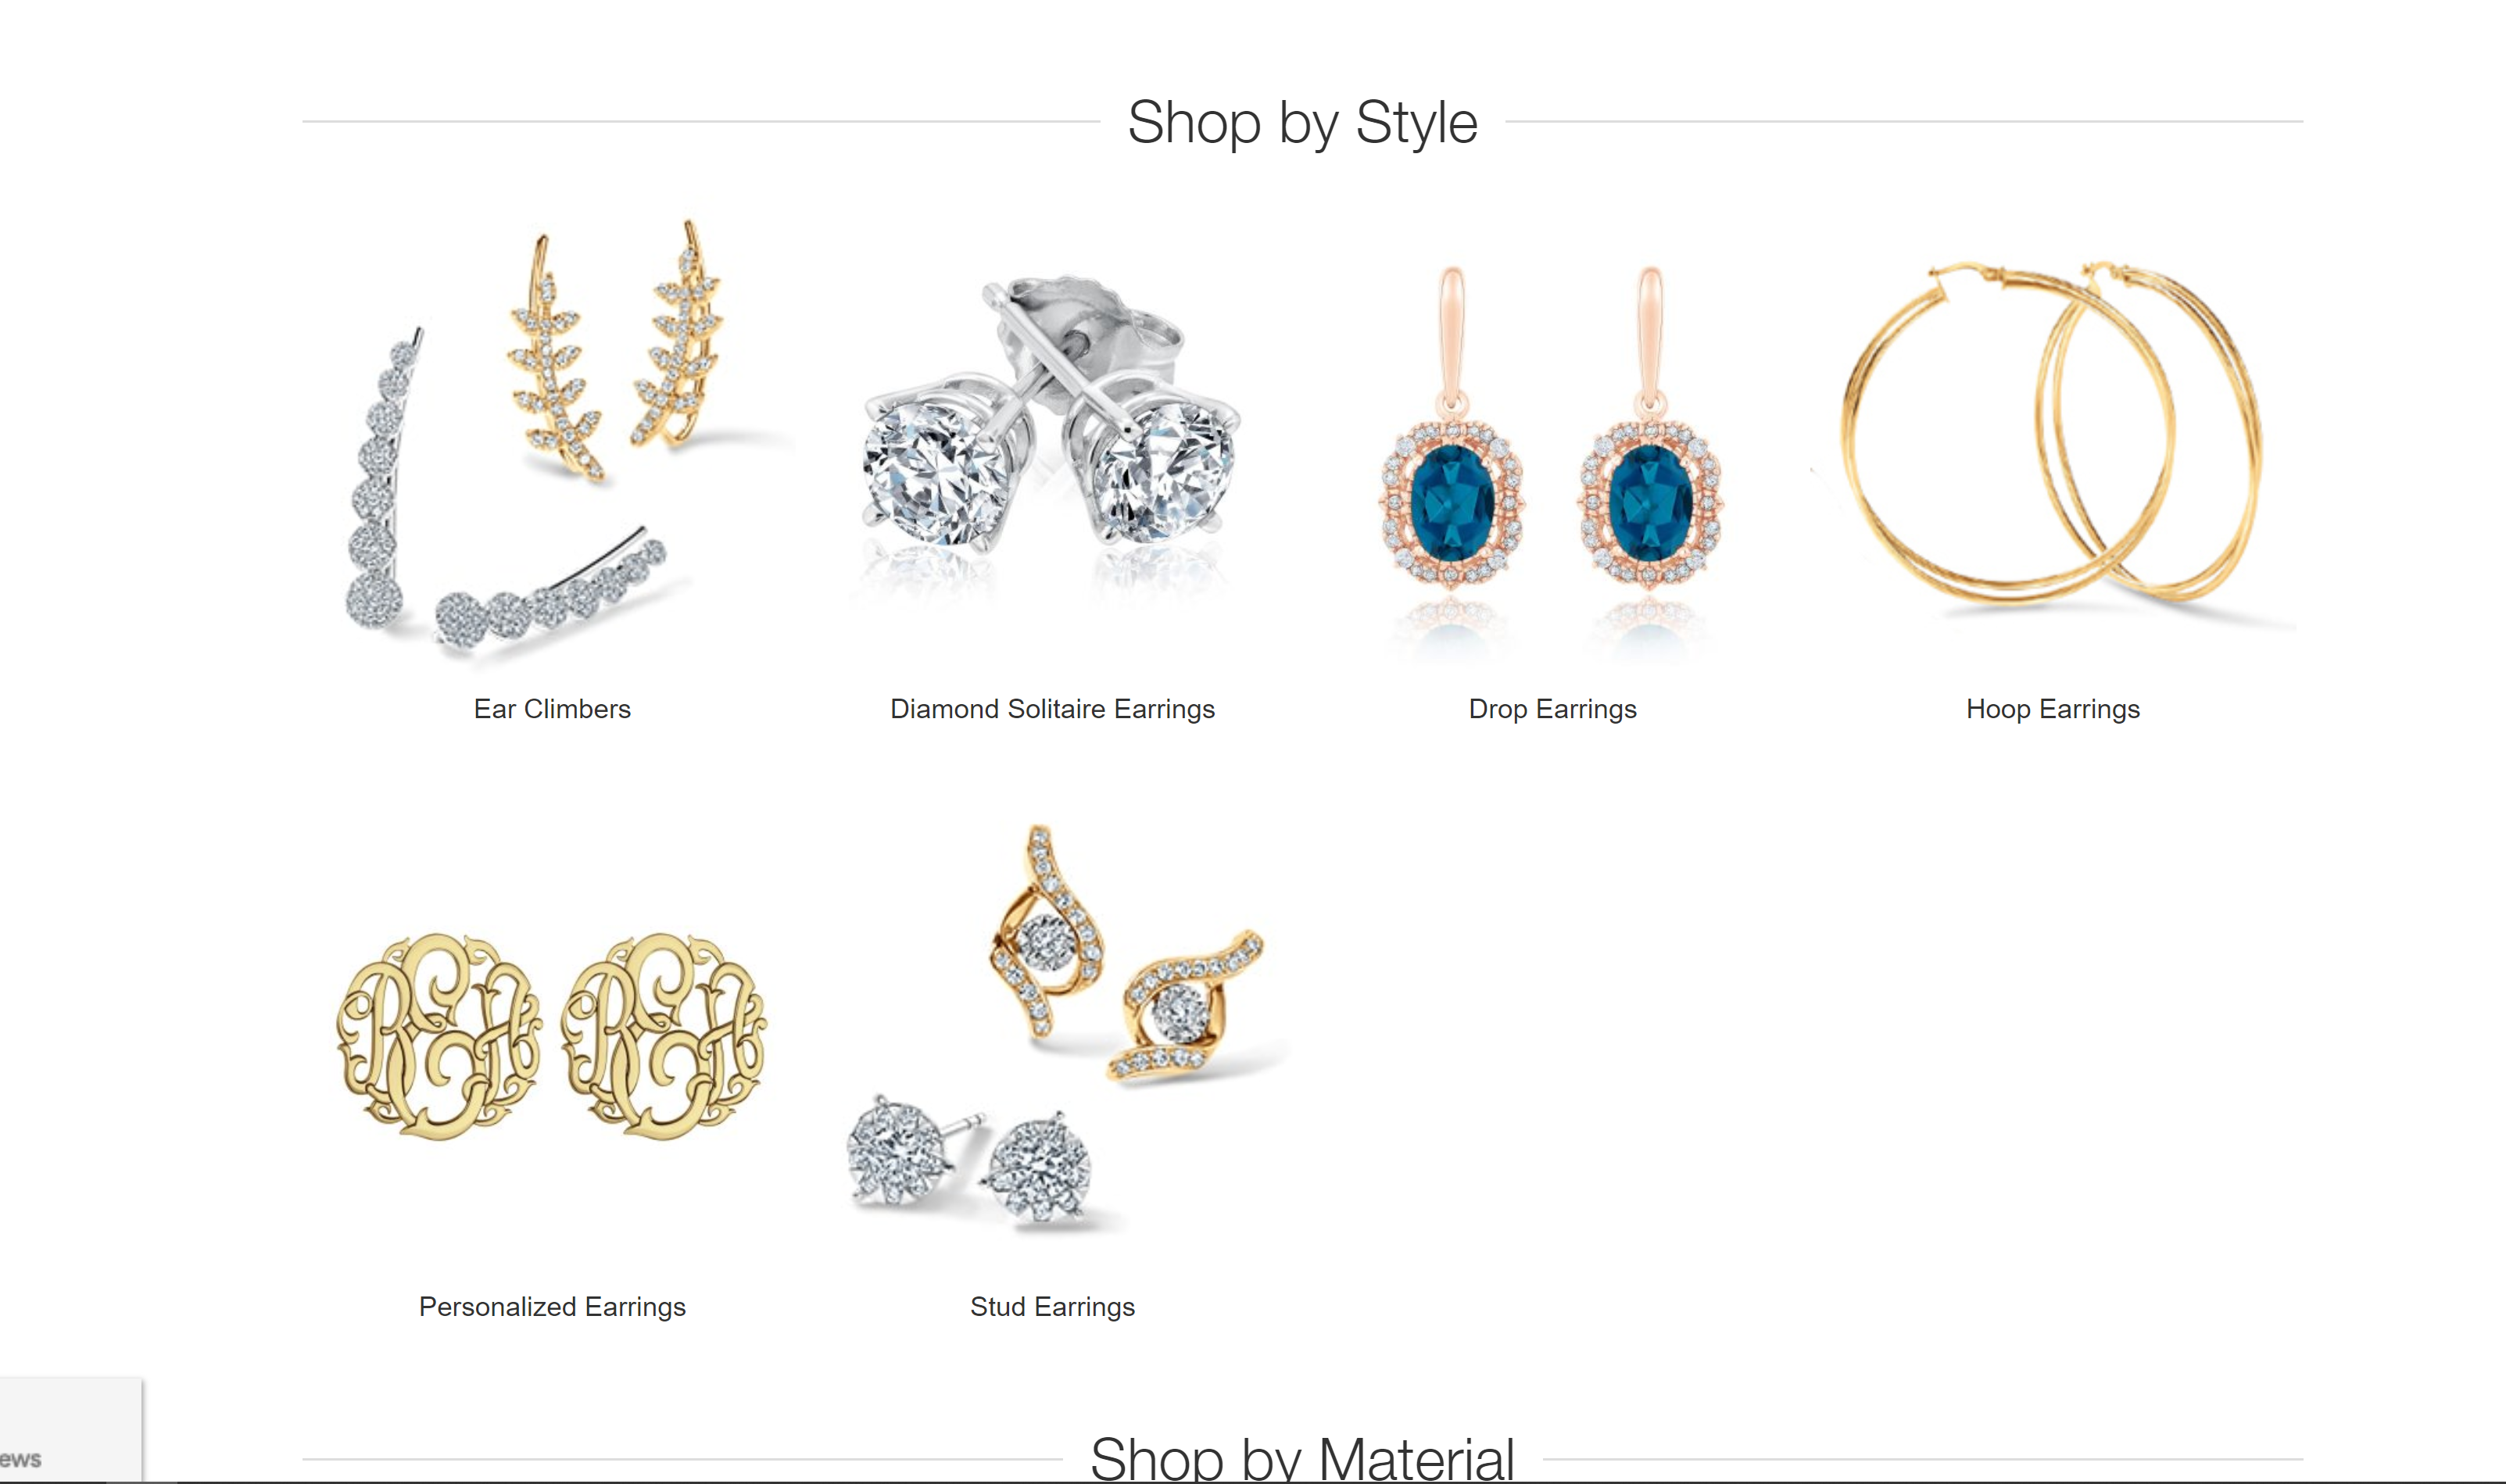 Shop by Style
Ear Climbers
Diamond Solitaire Earrings
Drop Earrings
Hoop Earrings
Personalized Earrings
Stud Earrings
ews
Shop by Material